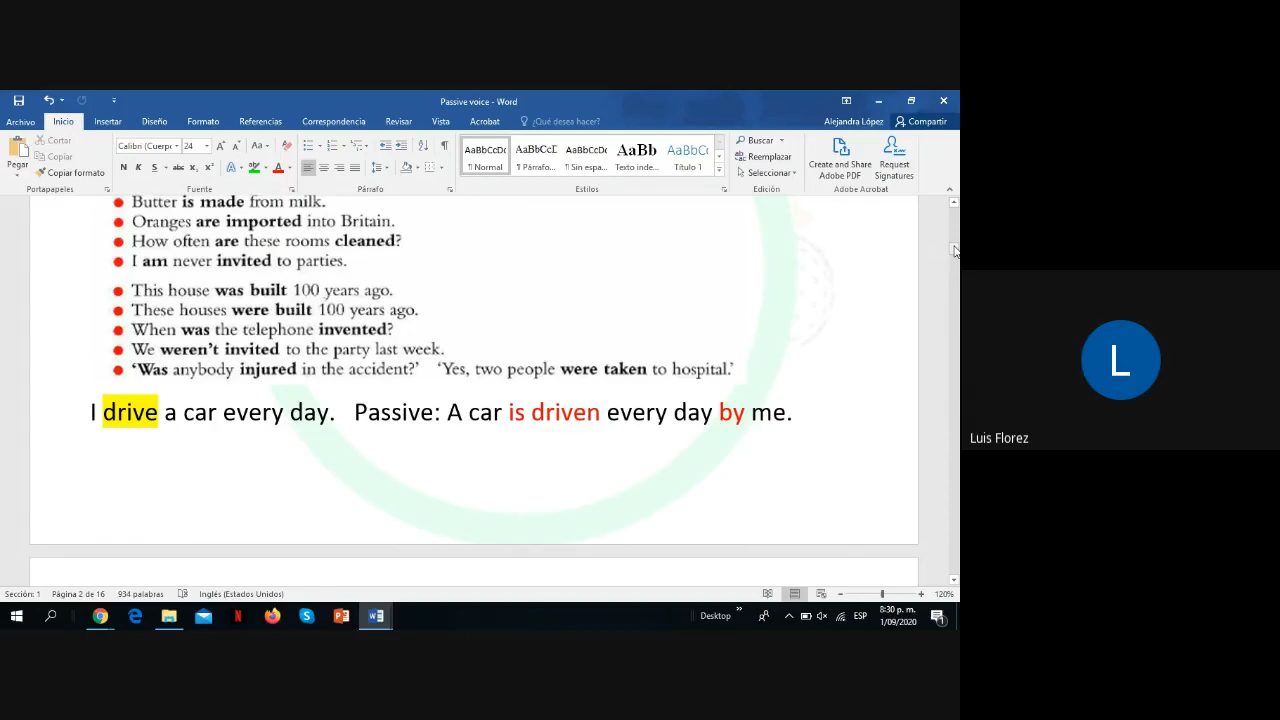 Passive voice - Word
Archivo Inicio Insertar Diseño Formato Referencias Correspondencia Revisar Vista Acrobat ¿Qué desea hacer? Alejandra López Compartir
Pegar
Cortar
Copiar
Copiar formato
Portapapeles
Calibri (Cuerp 24
N K S abc x₂ x²
Fuente
Párrafo
AaBbCcDc AaBbCcD AaBbCcDc AaBb AaBbCc
¶ Normal ¶ Párrafo... ¶ Sin espa... Texto inde... Título 1
Estilos
Buscar
Reemplazar
Seleccionar
Edición
Create and Share Adobe PDF
Request Signatures
Adobe Acrobat
Butter is made from milk.
Oranges are imported into Britain.
How often are these rooms cleaned?
I am never invited to parties.
This house was built 100 years ago.
These houses were built 100 years ago.
When was the telephone invented?
We weren't invited to the party last week.
'Was anybody injured in the accident?' 'Yes, two people were taken to hospital.'
I drive a car every day. Passive: A car is driven every day by me.
Sección: 1 Página 2 de 16 934 palabras Inglés (Estados Unidos) 120%
Desktop ESP 8:30 p. m.
1/09/2020
L
Luis Florez